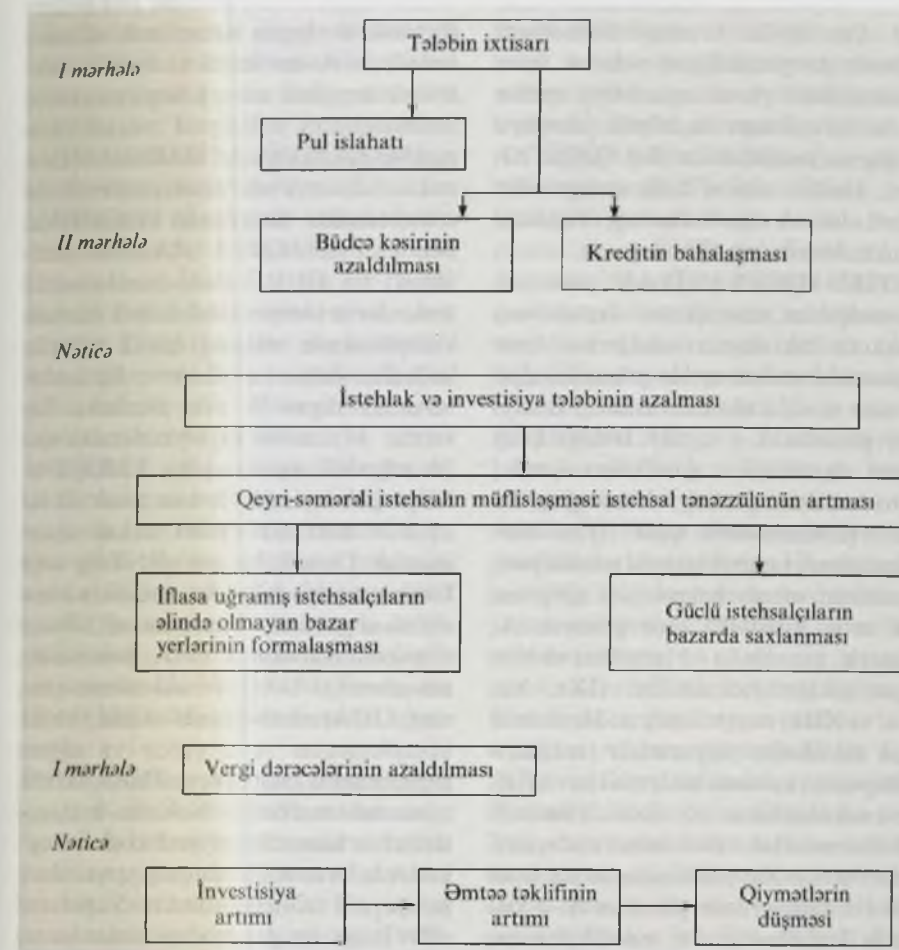 Tələbin ixtisarı
I mərhələ
Pul islahatı
II mərhələ
Büdcə kəsirinin
azaldılması
Kreditin bahalaşması
Nəticə
İstehlak və investisiya tələbinin azalması
Qeyri-səmərəli istehsalın müflisləşməsi: istehsal tənəzzülünün artması
İflasa uğramış istehsalçıların
əlində olmayan bazar
yerlərinin formalaşması
Güclü istehsalçıların
bazarda saxlanması
I mərhələ
Vergi dərəcələrinin azaldılması
Nəticə
İnvestisiya
artımı
Əmtəə təklifinin
artımı
Qiymətlərin
düşməsi